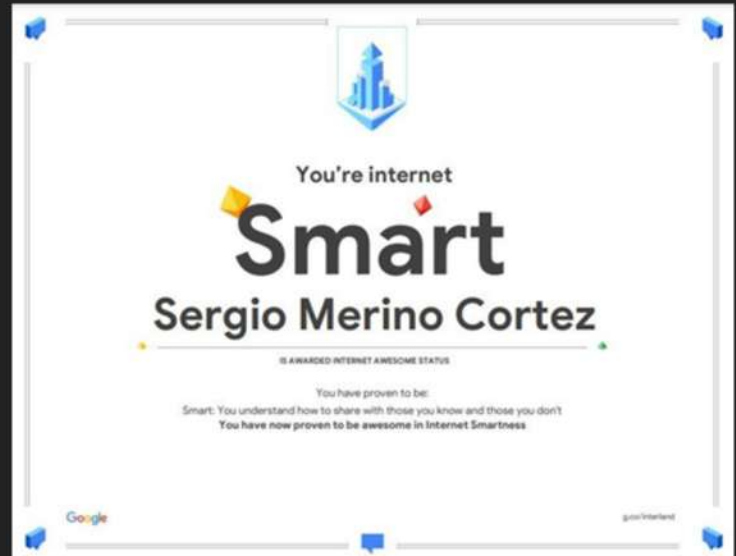 You're internet
Smart
Sergio Merino Cortez
IS AWARDED INTERNET AWESOME STATUS
You have proven to be:
Smart: You understand how to share with those you know and those you don't
You have now proven to be awesome in Internet Smartness
Google
g.co/interland